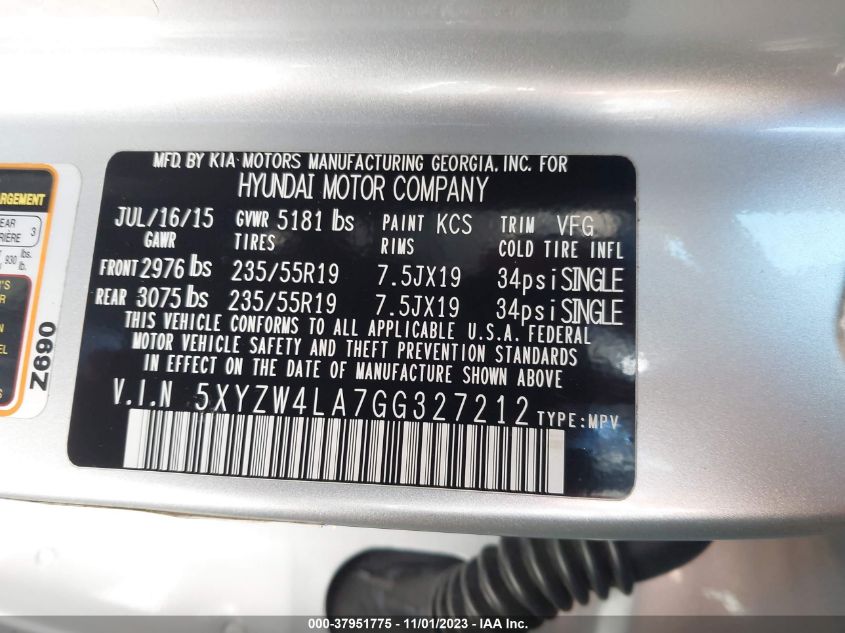 MFD. BY KIA MOTORS MANUFACTURING GEORGIA, INC. FOR
HYUNDAI MOTOR COMPANY
JUL/16/15 GVWR 5181 lbs PAINT KCS TRIM VFG
GAWR TIRES RIMS COLD TIRE INFL
FRONT 2976 lbs 235/55R19 7.5JX19 34psi SINGLE
REAR 3075 lbs 235/55R19 7.5JX19 34psi SINGLE
THIS VEHICLE CONFORMS TO ALL APPLICABLE U.S.A. FEDERAL
MOTOR VEHICLE SAFETY AND THEFT PREVENTION STANDARDS
IN EFFECT ON THE DATE OF MANUFACTURE SHOWN ABOVE
V.I.N 5XYZW4LA7GG327212 TYPE:MPV
3
930 lbs.
Z690
000-37951775 - 11/01/2023 - IAA Inc.